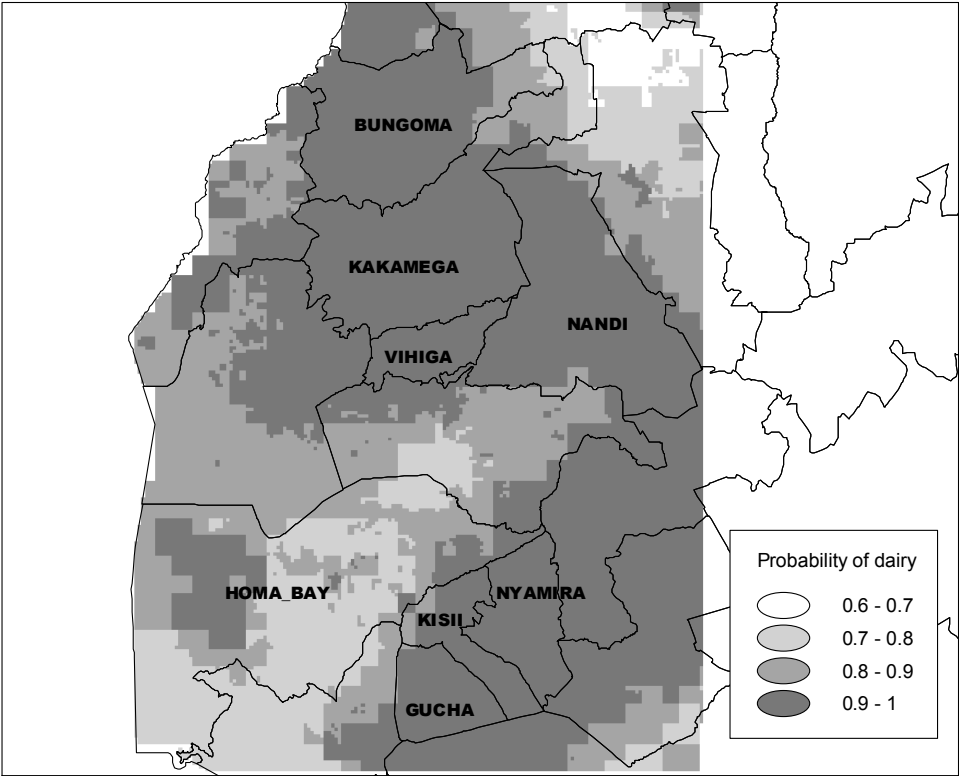 BUNGOMA
KAKAMEGA
NANDI
VIHIGA
HOMA_BAY
NYAMIRA
KISII
GUCHA
Probability of dairy
0.6 - 0.7
0.7 - 0.8
0.8 - 0.9
0.9 - 1